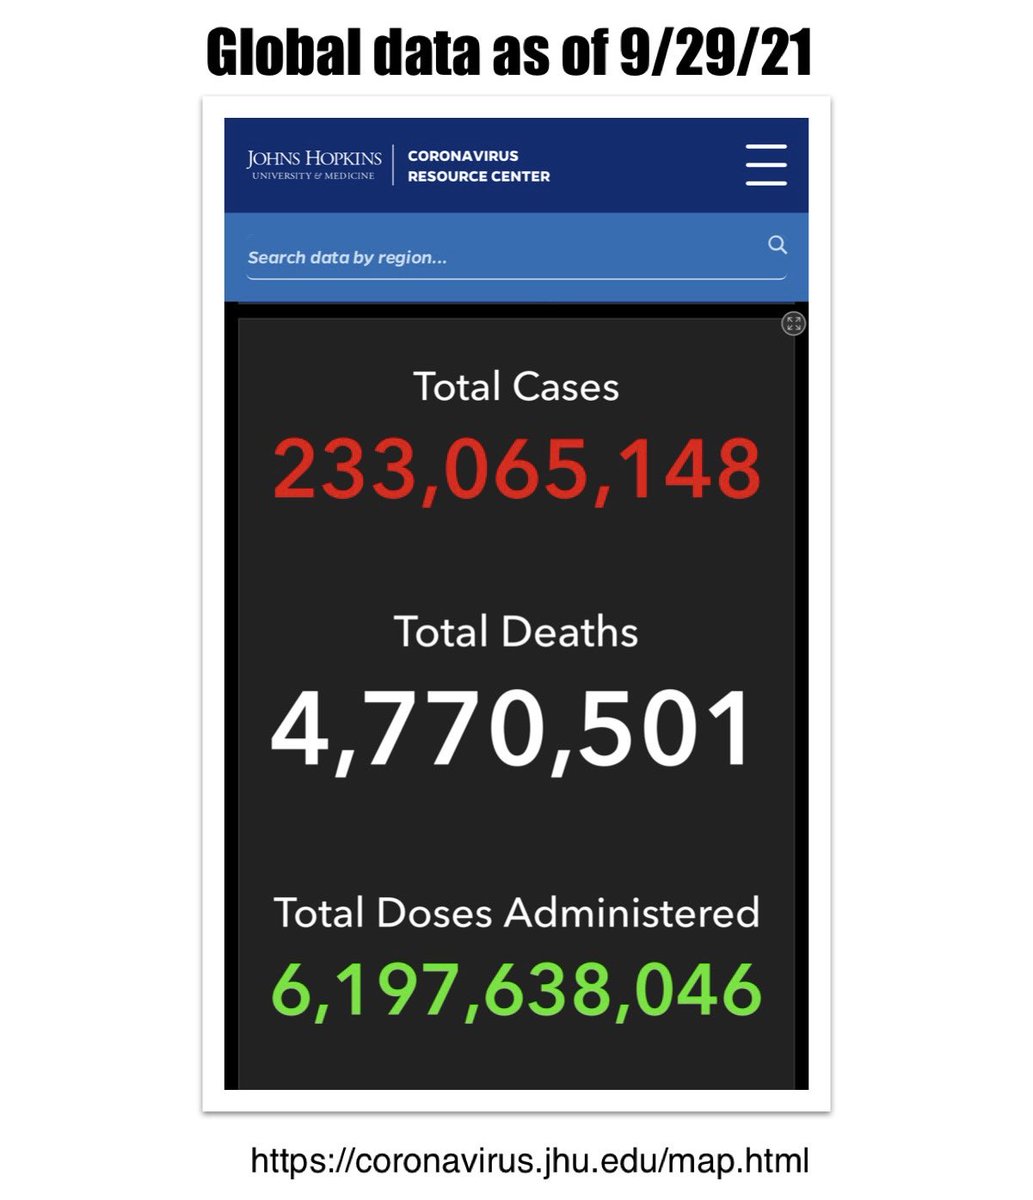 Global data as of 9/29/21
JOHNS HOPKINS
UNIVERSITY & MEDICINE
CORONAVIRUS
RESOURCE CENTER
Search data by region...
Total Cases
233,065,148
Total Deaths
4,770,501
Total Doses Administered
6,197,638,046
https://coronavirus.jhu.edu/map.html